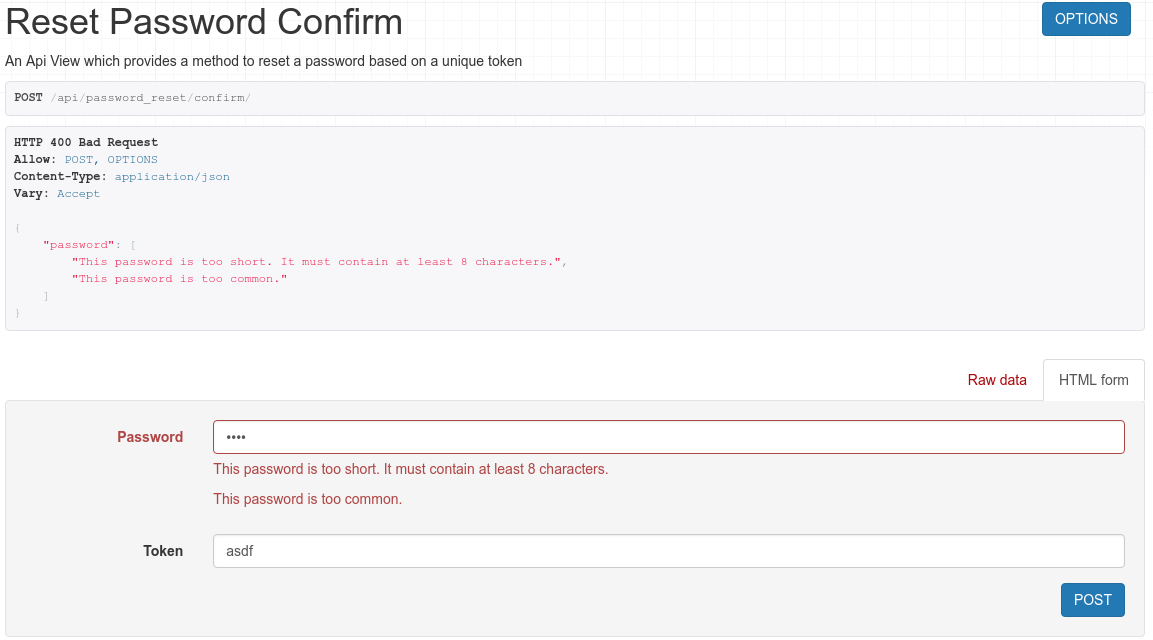 Reset Password Confirm
OPTIONS
An Api View which provides a method to reset a password based on a unique token
POST /api/password_reset/confirm/
HTTP 400 Bad Request
Allow: POST, OPTIONS
Content-Type: application/json
Vary: Accept
{
    "password": [
        "This password is too short. It must contain at least 8 characters.",
        "This password is too common."
    ]
}
Raw data
HTML form
Password
••••
This password is too short. It must contain at least 8 characters.
This password is too common.
Token
asdf
POST